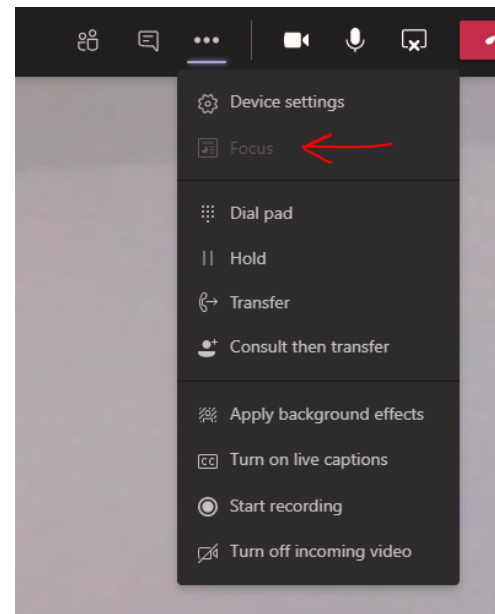 Device settings
Focus
Dial pad
Hold
Transfer
Consult then transfer
Apply background effects
CC Turn on live captions
Start recording
Turn off incoming video